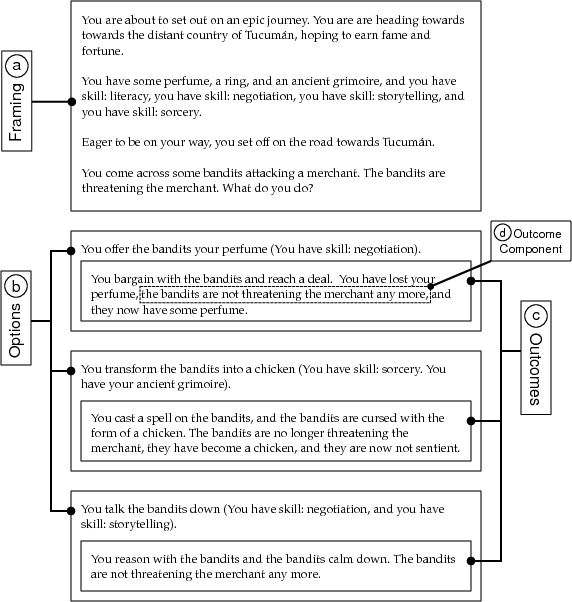 You are about to set out on an epic journey. You are are heading towards
towards the distant country of Tucumán, hoping to earn fame and
fortune.
You have some perfume, a ring, and an ancient grimoire, and you have
skill: literacy, you have skill: negotiation, you have skill: storytelling, and
you have skill: sorcery.
Eager to be on your way, you set off on the road towards Tucumán.
You come across some bandits attacking a merchant. The bandits are
threatening the merchant. What do you do?
a
Framing
b
Options
You offer the bandits your perfume (You have skill: negotiation).
You bargain with the bandits and reach a deal. You have lost your
perfume, the bandits are not threatening the merchant any more, and
they now have some perfume.
d Outcome
Component
c
Outcomes
You transform the bandits into a chicken (You have skill: sorcery. You
have your ancient grimoire).
You cast a spell on the bandits, and the bandits are cursed with the
form of a chicken. The bandits are no longer threatening the
merchant, they have become a chicken, and they are now not sentient.
You talk the bandits down (You have skill: negotiation, and you have
skill: storytelling).
You reason with the bandits and the bandits calm down. The bandits
are not threatening the merchant any more.